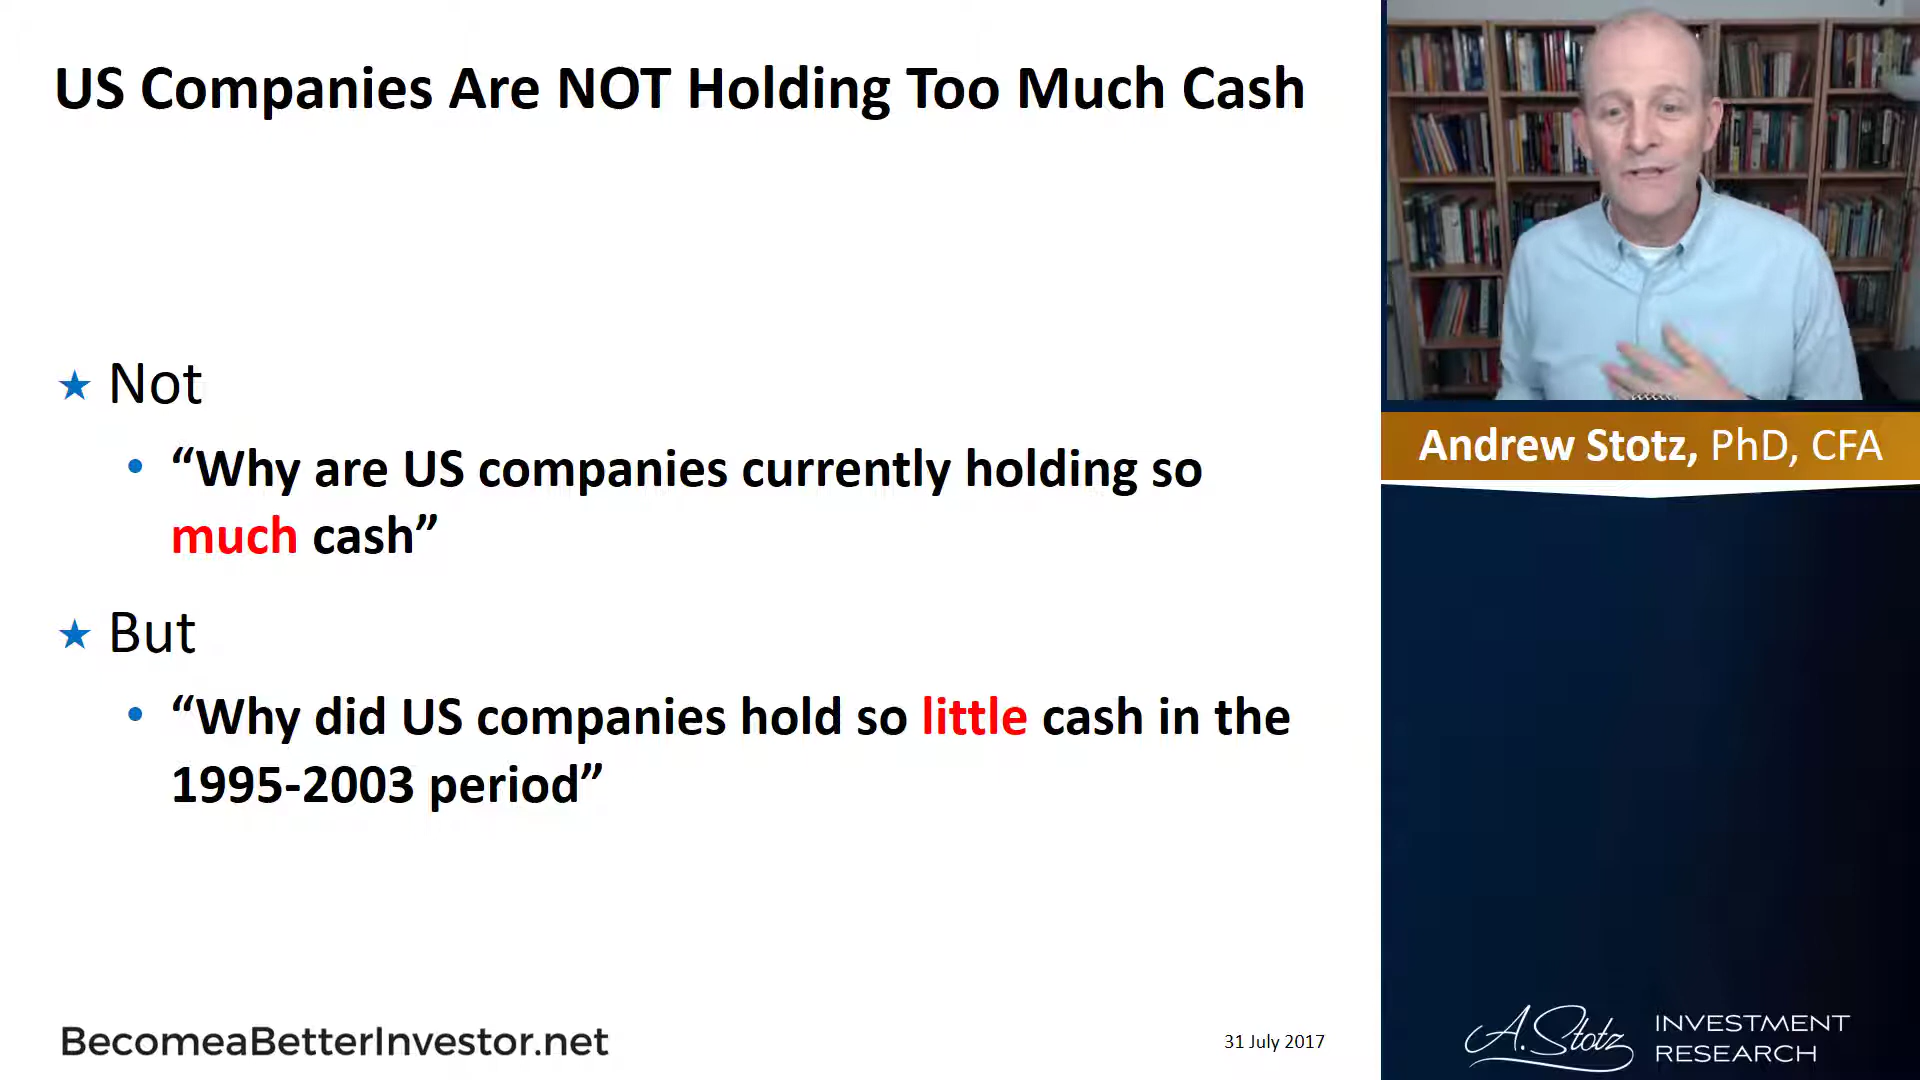 US Companies Are NOT Holding Too Much Cash
Not
“Why are US companies currently holding so
much cash”
But
“Why did US companies hold so little cash in the
1995-2003 period”
BecomeaBetterInvestor.net
31 July 2017
Andrew Stotz, PhD, CFA
A. Stotz
INVESTMENT
RESEARCH